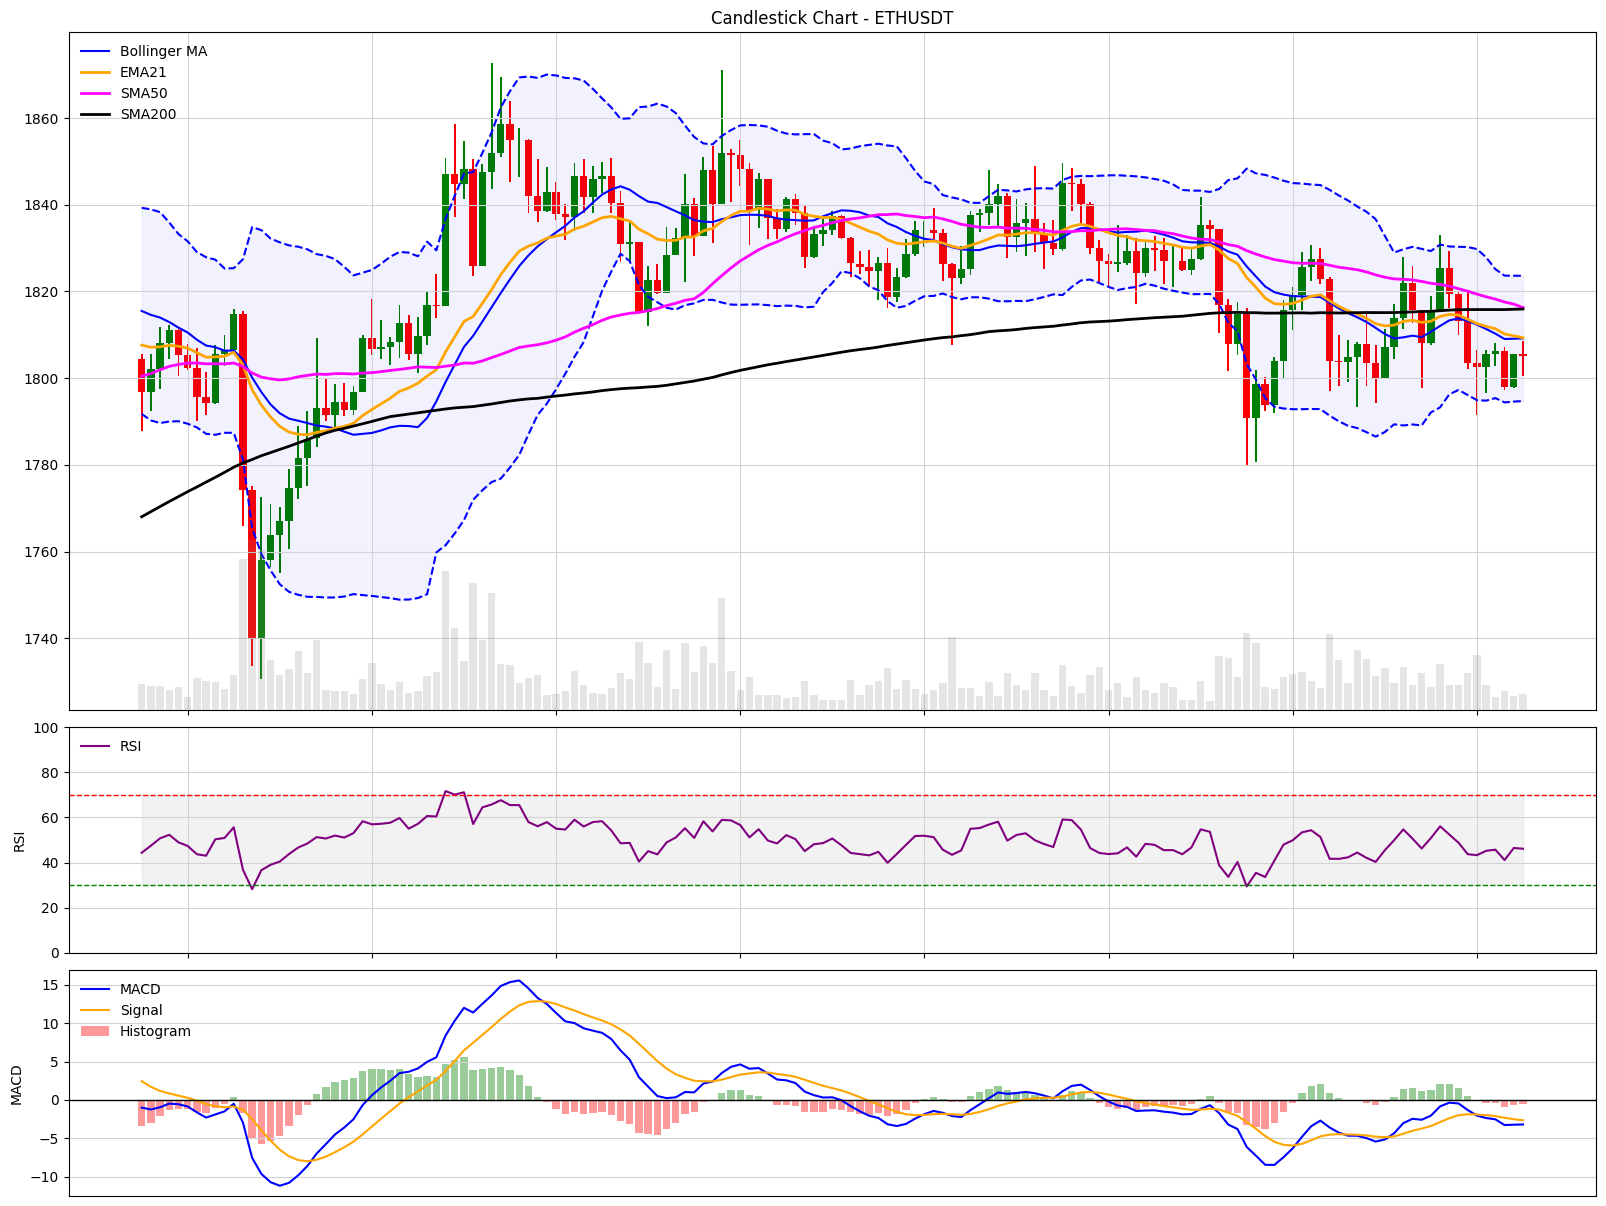 Candlestick Chart - ETHUSDT
Bollinger MA
EMA21
SMA50
SMA200
1860
1840
1820
1800
1780
1760
1740
RSI
100
80
60
40
20
0
RSI
MACD
Signal
Histogram
15
10
5
0
−5
−10
MACD